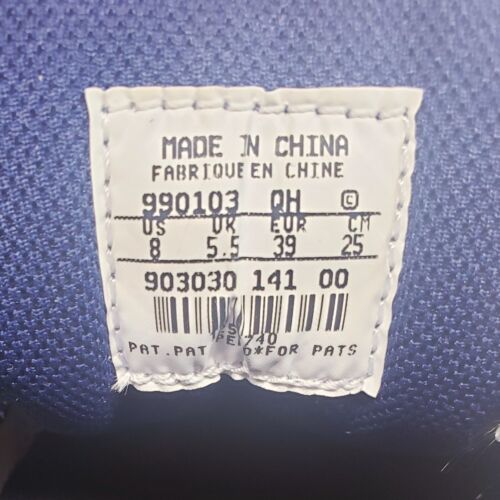 MADE IN CHINA
FABRIQUE EN CHINE
990103 QH ©
US UK EUR CM
8 5.5 39 25
903030 141 00
PAT.PAT *FOR PATS